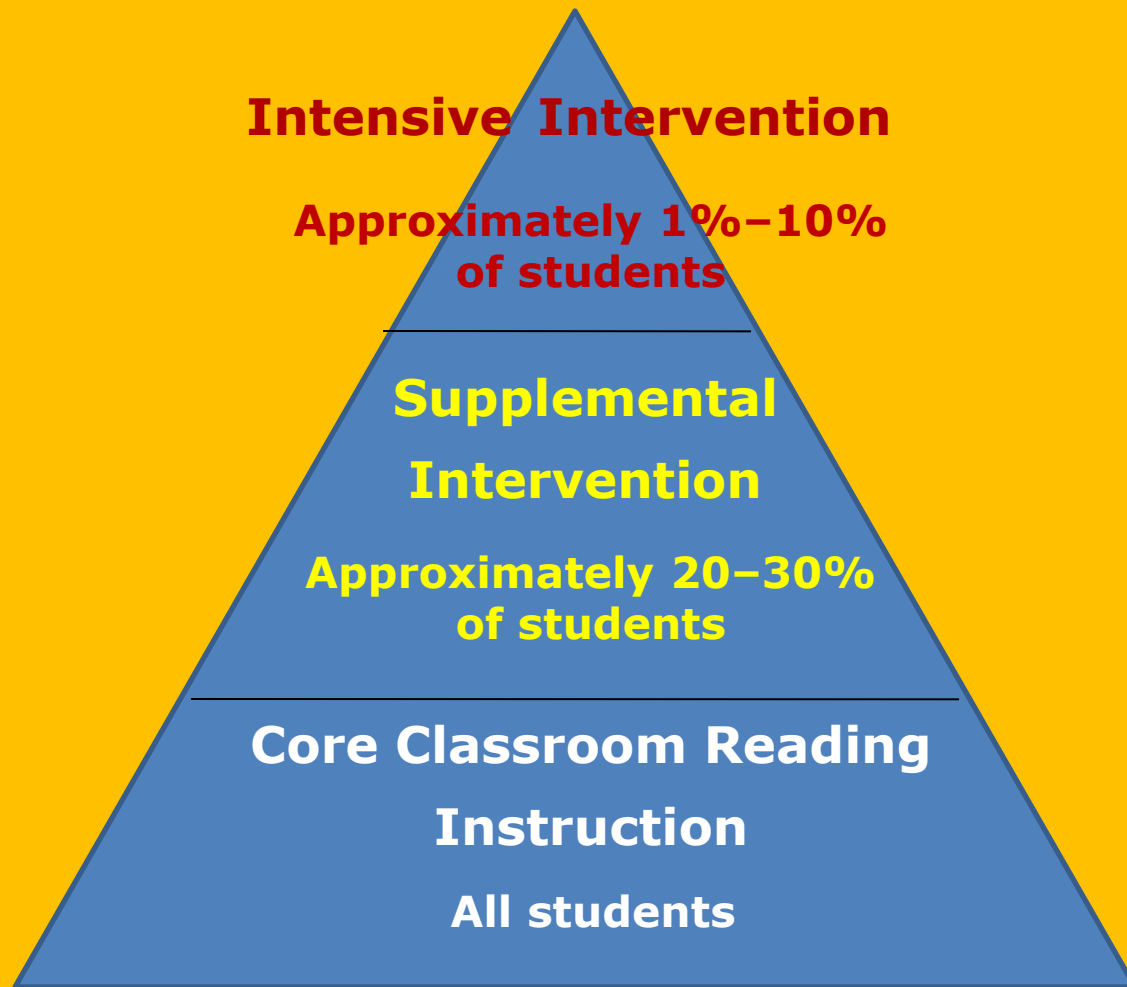 Intensive Intervention
Approximately 1%–10%
of students
Supplemental
Intervention
Approximately 20–30%
of students
Core Classroom Reading
Instruction
All students